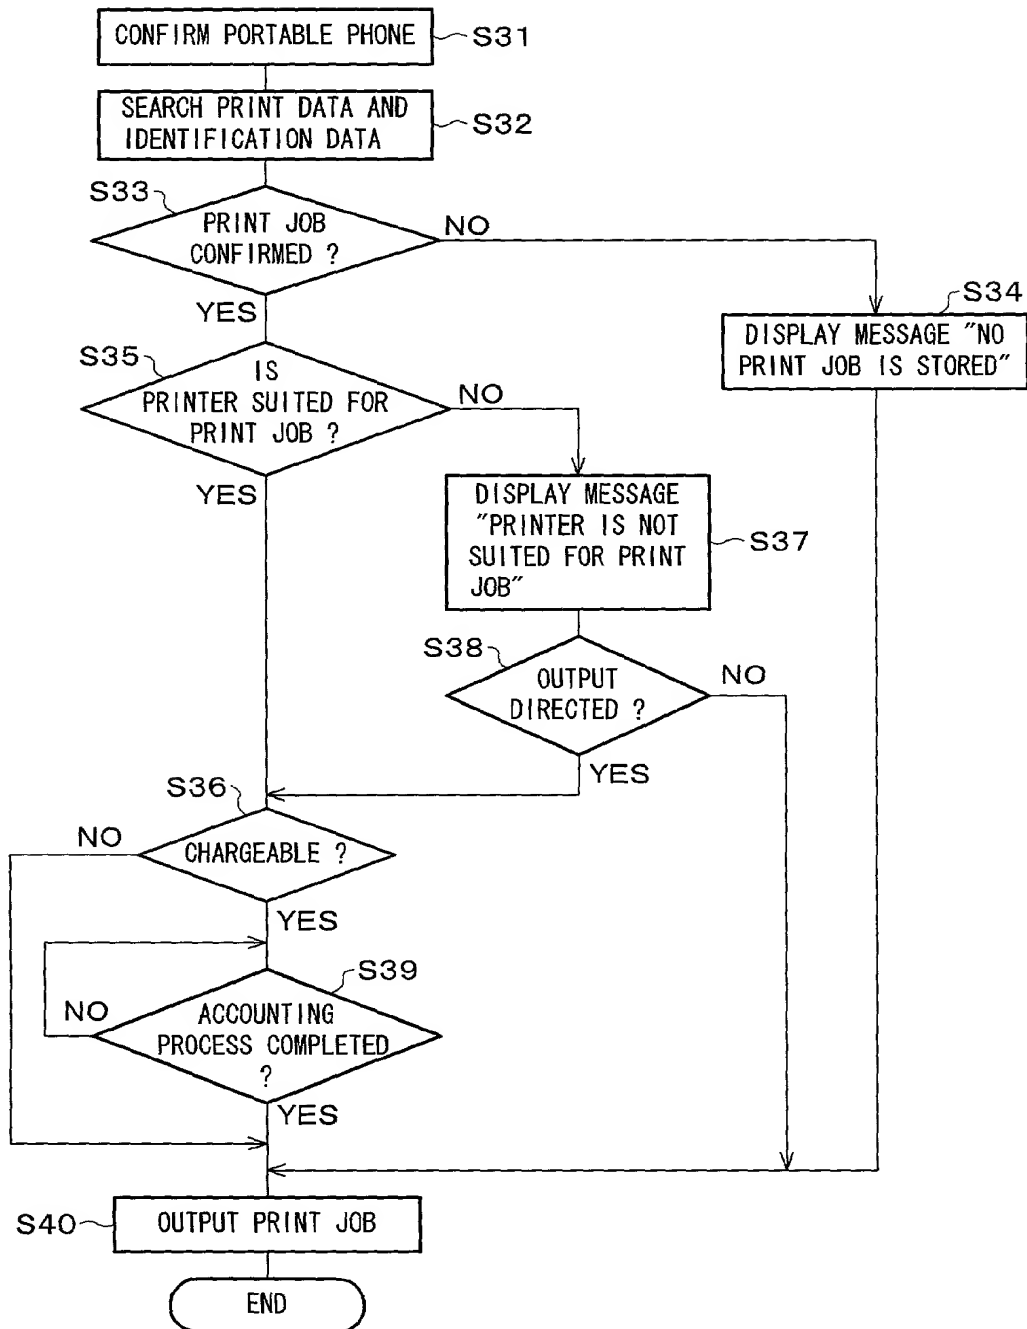 CONFIRM PORTABLE PHONE
S31
SEARCH PRINT DATA AND
IDENTIFICATION DATA
S32
S33
PRINT JOB
CONFIRMED ?
NO
YES
S34
DISPLAY MESSAGE "NO
PRINT JOB IS STORED"
S35
IS
PRINTER SUITED FOR
PRINT JOB ?
NO
YES
DISPLAY MESSAGE
"PRINTER IS NOT
SUITED FOR PRINT
JOB"
S37
S38
OUTPUT
DIRECTED ?
NO
YES
S36
NO
CHARGEABLE ?
YES
S39
NO
ACCOUNTING
PROCESS COMPLETED
?
YES
S40
OUTPUT PRINT JOB
END